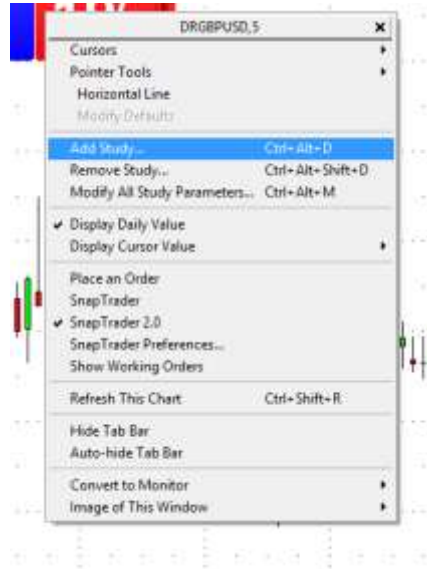 DRGBPUSD,5
Cursors
Pointer Tools
Horizontal Line
Modify Defaults
Add Study... Ctrl+Alt+D
Remove Study... Ctrl+Alt+Shift+D
Modify All Study Parameters... Ctrl+Alt+M
Display Daily Value
Display Cursor Value
Place an Order
SnapTrader
SnapTrader 2.0
SnapTrader Preferences...
Show Working Orders
Refresh This Chart Ctrl+Shift+R
Hide Tab Bar
Auto-hide Tab Bar
Convert to Monitor
Image of This Window